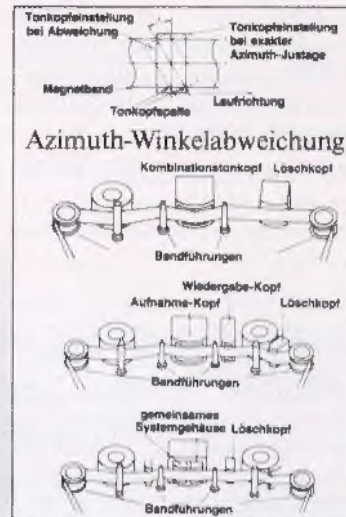 Tonkopfeinstellung
bei Abweichung
Tonkopfeinstellung
bei exakter
Azimuth-Justage
Magnetband
Laufrichtung
Tonkopfspalte
Azimuth-Winkelabweichung
Kombinationstonkopf Löschkopf
Bandführungen
Wiedergabe-Kopf
Aufnahme-Kopf
Löschkopf
Bandführungen
gemeinsames
Systemgehäuse Löschkopf
Bandführungen